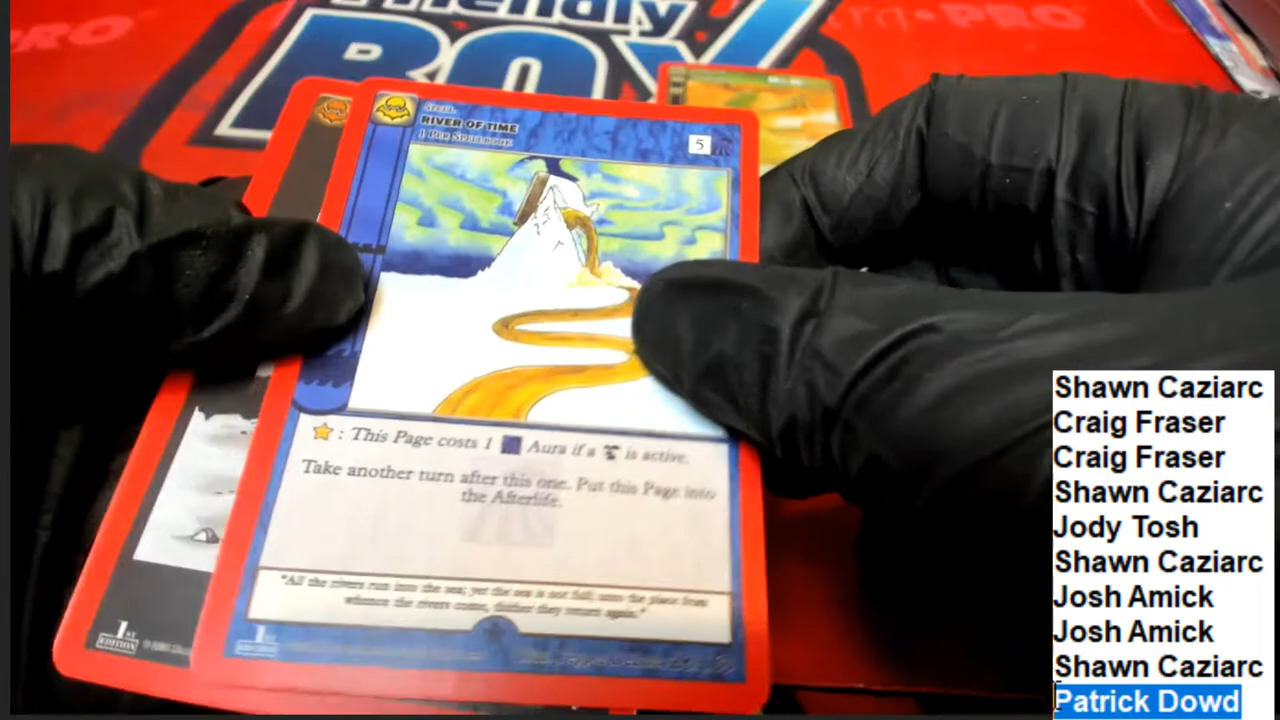 Friendly
BOX
PRO
PRO
SPELL
RIVER OF TIME
1 PER SPELLBOOK
5
: This Page costs 1 Aura if a is active.
Take another turn after this one. Put this Page into
the Afterlife.
"All the rivers run into the sea; yet the sea is not full; unto the place from
whence the rivers come, thither they return again."
1ST
EDITION
1ST
EDITION
Shawn Caziarc
Craig Fraser
Craig Fraser
Shawn Caziarc
Jody Tosh
Shawn Caziarc
Josh Amick
Josh Amick
Shawn Caziarc
Patrick Dowd